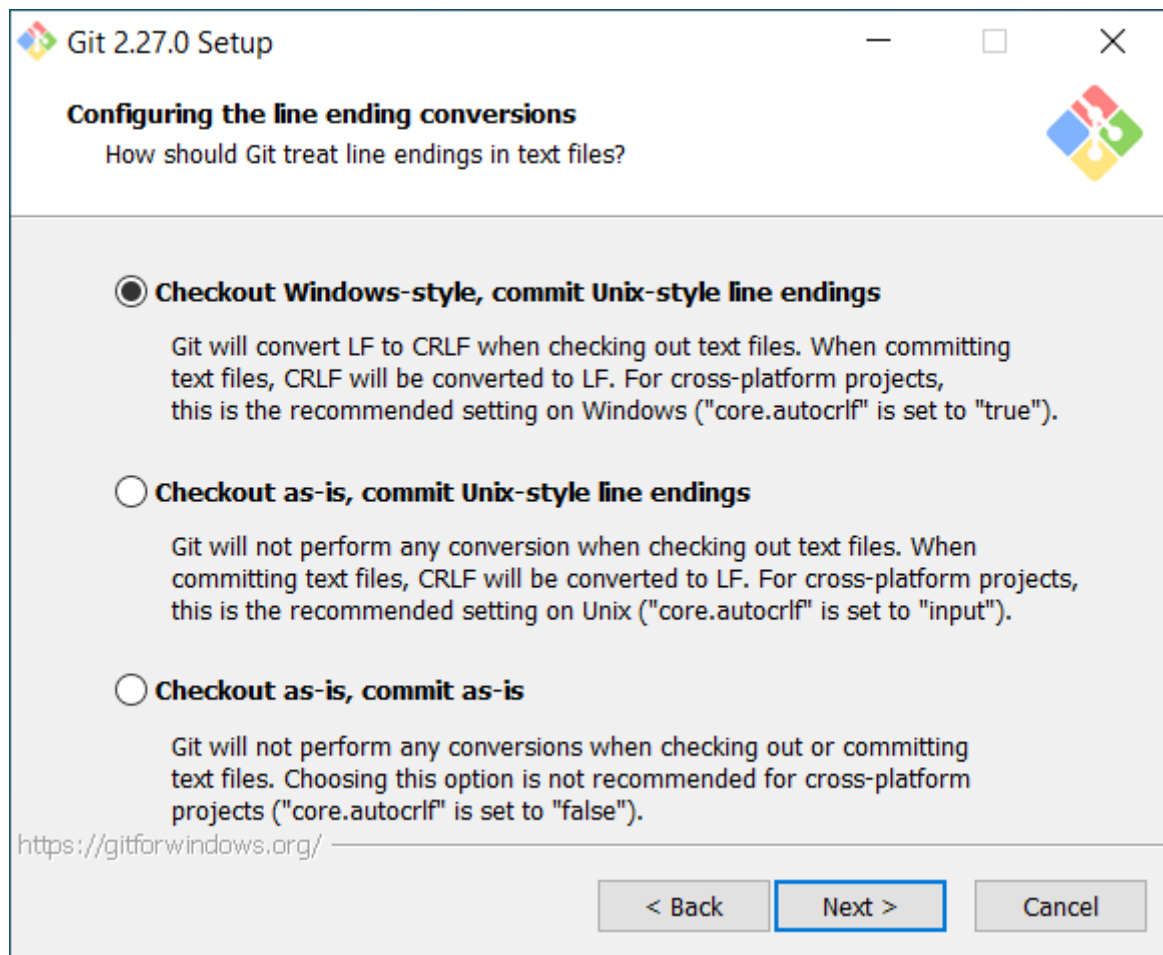 Git 2.27.0 Setup
Configuring the line ending conversions
How should Git treat line endings in text files?
Checkout Windows-style, commit Unix-style line endings
Git will convert LF to CRLF when checking out text files. When committing
text files, CRLF will be converted to LF. For cross-platform projects,
this is the recommended setting on Windows ("core.autocrlf" is set to "true").
Checkout as-is, commit Unix-style line endings
Git will not perform any conversion when checking out text files. When
committing text files, CRLF will be converted to LF. For cross-platform projects,
this is the recommended setting on Unix ("core.autocrlf" is set to "input").
Checkout as-is, commit as-is
Git will not perform any conversions when checking out or committing
text files. Choosing this option is not recommended for cross-platform
projects ("core.autocrlf" is set to "false").
https://gitforwindows.org/
< Back Next > Cancel